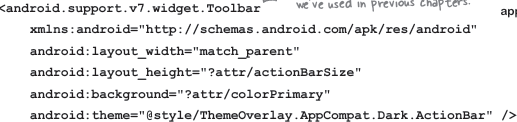 <android.support.v7.widget.Toolbar
we've used in previous chapters.
app
xmlns:android="http://schemas.android.com/apk/res/android"
android:layout_width="match_parent"
android:layout_height="?attr/actionBarSize"
android:background="?attr/colorPrimary"
android:theme="@style/ThemeOverlay.AppCompat.Dark.ActionBar" />